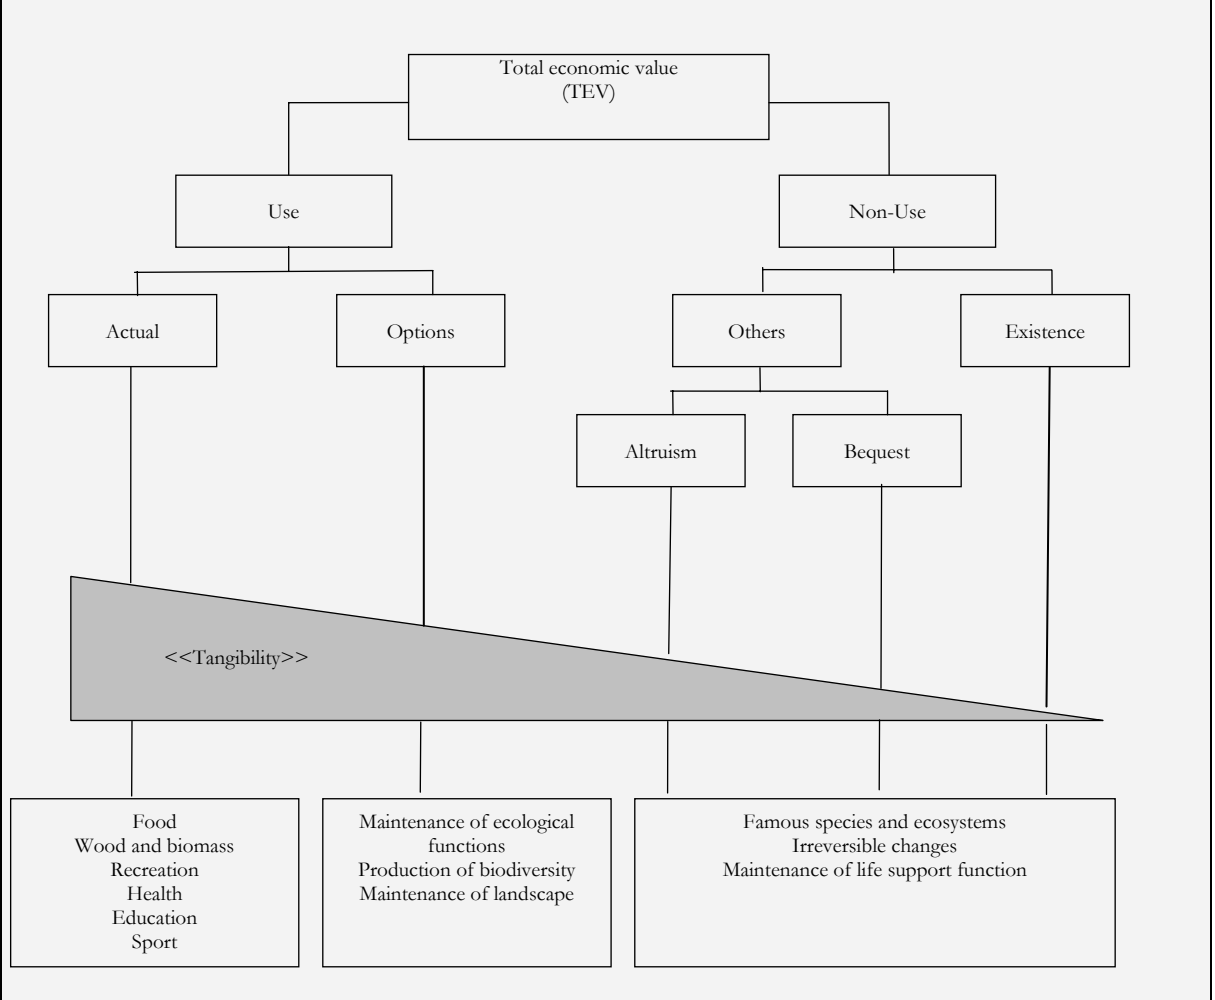 Total economic value
(TEV)
Use
Non-Use
Actual
Options
Others
Existence
Altruism
Bequest
<<Tangibility>>
Food
Wood and biomass
Recreation
Health
Education
Sport
Maintenance of ecological
functions
Production of biodiversity
Maintenance of landscape
Famous species and ecosystems
Irreversible changes
Maintenance of life support function